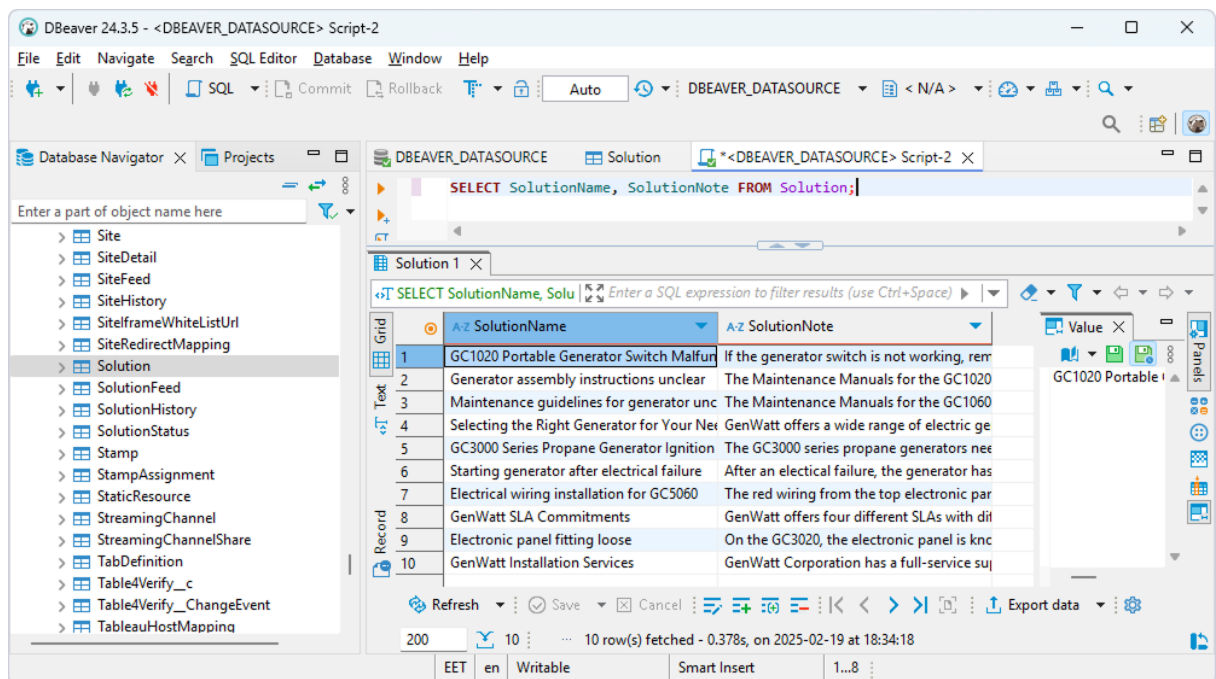 DBeaver 24.3.5 - <DBEAVER_DATASOURCE> Script-2
File Edit Navigate Search SQL Editor Database Window Help
SQL Commit Rollback Auto DBEAVER_DATASOURCE < N/A >
Database Navigator Projects
Enter a part of object name here
Site
SiteDetail
SiteFeed
SiteHistory
SiteIframeWhiteListUrl
SiteRedirectMapping
Solution
SolutionFeed
SolutionHistory
SolutionStatus
Stamp
StampAssignment
StaticResource
StreamingChannel
StreamingChannelShare
TabDefinition
Table4Verify__c
Table4Verify__ChangeEvent
TableauHostMapping
DBEAVER_DATASOURCE Solution *<DBEAVER_DATASOURCE> Script-2
SELECT SolutionName, SolutionNote FROM Solution;
Solution 1
SELECT SolutionName, Solu Enter a SQL expression to filter results (use Ctrl+Space)
Grid
Text
Record
A-Z SolutionName A-Z SolutionNote
1 GC1020 Portable Generator Switch Malfun If the generator switch is not working, rem
2 Generator assembly instructions unclear The Maintenance Manuals for the GC1020
3 Maintenance guidelines for generator unc The Maintenance Manuals for the GC1060
4 Selecting the Right Generator for Your Nee GenWatt offers a wide range of electric ge
5 GC3000 Series Propane Generator Ignition The GC3000 series propane generators nee
6 Starting generator after electrical failure After an electical failure, the generator has
7 Electrical wiring installation for GC5060 The red wiring from the top electronic par
8 GenWatt SLA Commitments GenWatt offers four different SLAs with dif
9 Electronic panel fitting loose On the GC3020, the electronic panel is knc
10 GenWatt Installation Services GenWatt Corporation has a full-service su
Value
GC1020 Portable
Panels
Refresh Save Cancel Export data
200 10 ··· 10 row(s) fetched - 0.378s, on 2025-02-19 at 18:34:18
EET en Writable Smart Insert 1...8